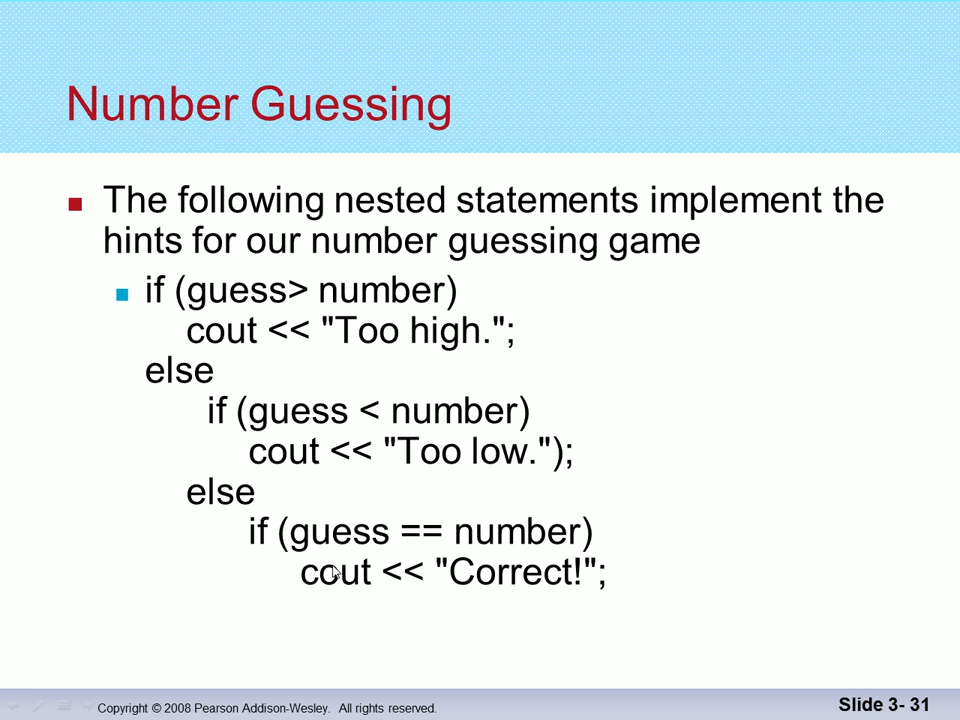 Number Guessing
The following nested statements implement the
hints for our number guessing game
if (guess> number)
cout << "Too high.";
else
if (guess < number)
cout << "Too low.");
else
if (guess == number)
cout << "Correct!";
Copyright © 2008 Pearson Addison-Wesley. All rights reserved.
Slide 3- 31